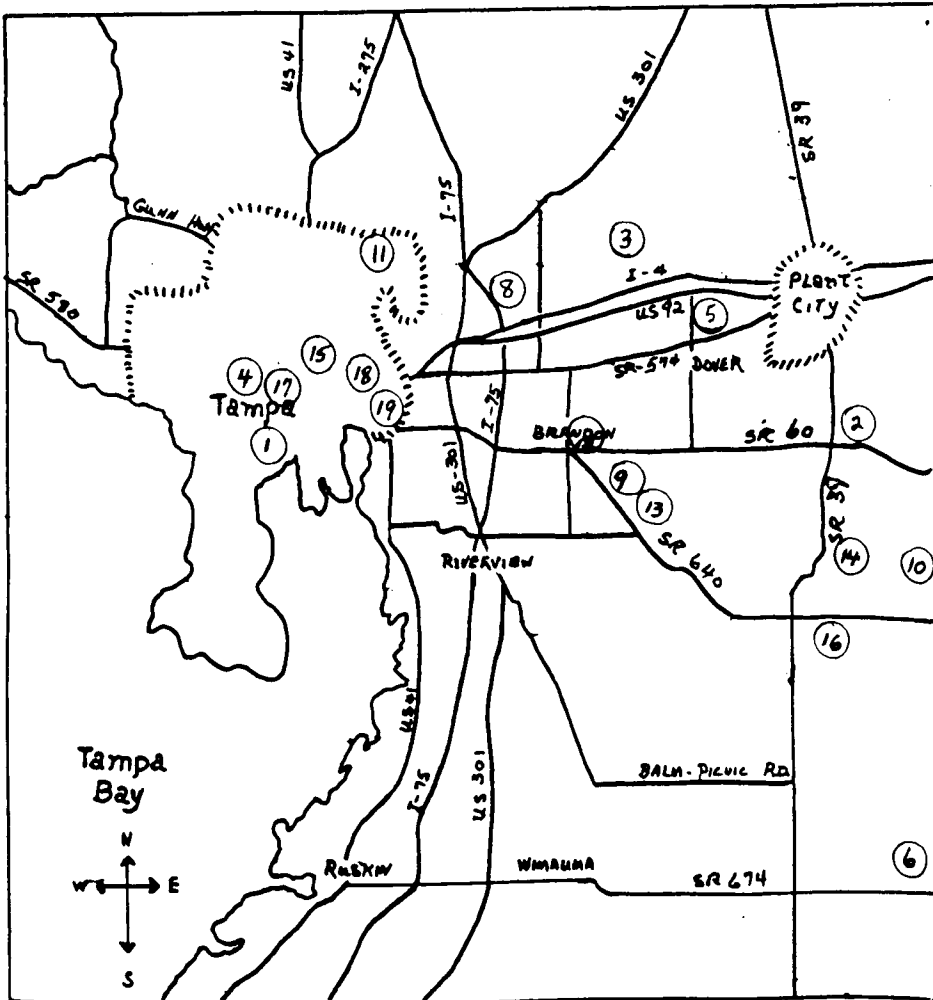 US 41
I-275
US 301
SR 39
I-75
GUNN HWY
3
11
I-4
SR 580
8
PLANT
CITY
US 92
5
15
SR-574
DOVER
4
17
18
19
Tampa
I-75
2
BRANDON
SR 60
1
US-301
9
13
SR 39
SR 640
14
10
RIVERVIEW
16
US 41
Tampa
Bay
I-75
US 301
BALM-PICNIC RD.
N
RUSKIN
WIMAUMA
6
W
E
SR 674
S